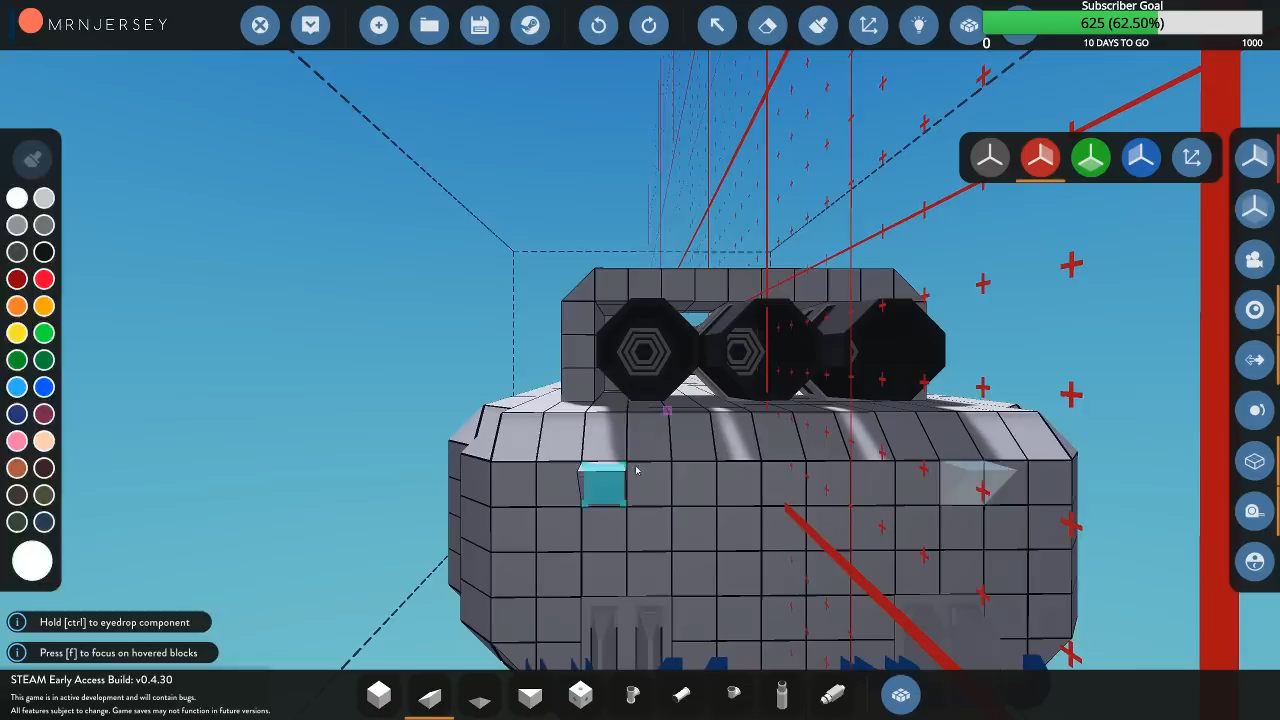 MRNJERSEY
Subscriber Goal
625 (62.50%)
0
10 DAYS TO GO
1000
Hold [ctrl] to eyedrop component
Press [f] to focus on hovered blocks
STEAM Early Access Build: v0.4.30
This game is in active development and will contain bugs.
All features subject to change. Game saves may not function in future versions.